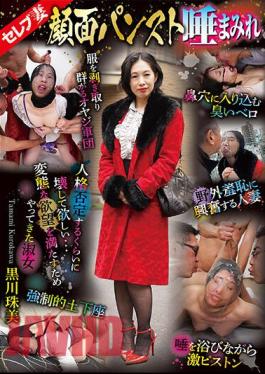 セレブ妻
顔面パンスト唾まみれ
服を剥ぎ取り
群がるオヤジ軍団
鼻穴に入り込む
臭いベロ
人格否定するくらいに
壊して欲しい…
変態な欲望を満たすため
やってきた淑女
野外羞恥に
興奮する人妻
黒川珠美
Tamami Kurokawa
強制的土下座
唾を浴びながら
激ピストン